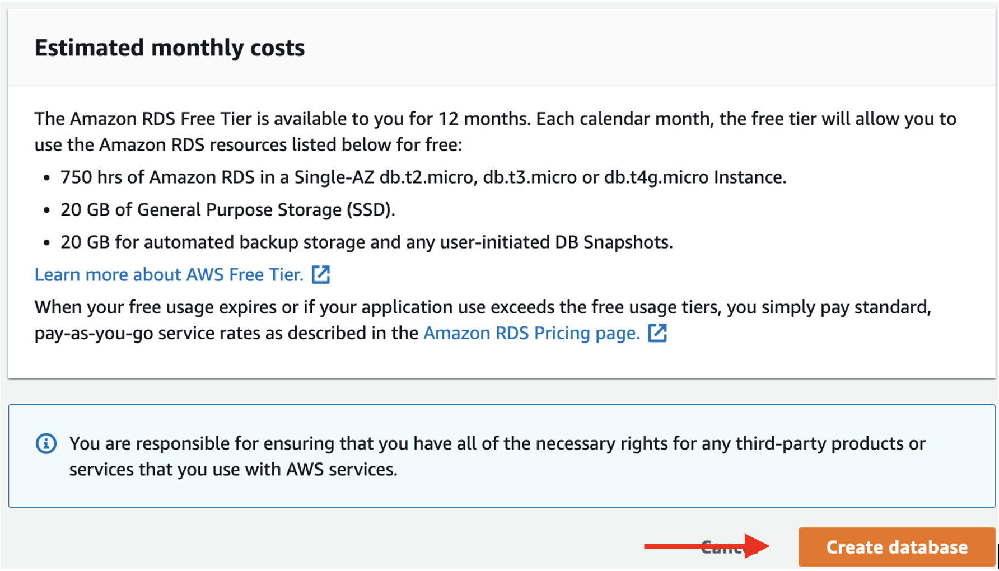 Estimated monthly costs
The Amazon RDS Free Tier is available to you for 12 months. Each calendar month, the free tier will allow you to
use the Amazon RDS resources listed below for free:
• 750 hrs of Amazon RDS in a Single-AZ db.t2.micro, db.t3.micro or db.t4g.micro Instance.
• 20 GB of General Purpose Storage (SSD).
• 20 GB for automated backup storage and any user-initiated DB Snapshots.
Learn more about AWS Free Tier.
When your free usage expires or if your application use exceeds the free usage tiers, you simply pay standard,
pay-as-you-go service rates as described in the Amazon RDS Pricing page.
You are responsible for ensuring that you have all of the necessary rights for any third-party products or
services that you use with AWS services.
Cancel Create database